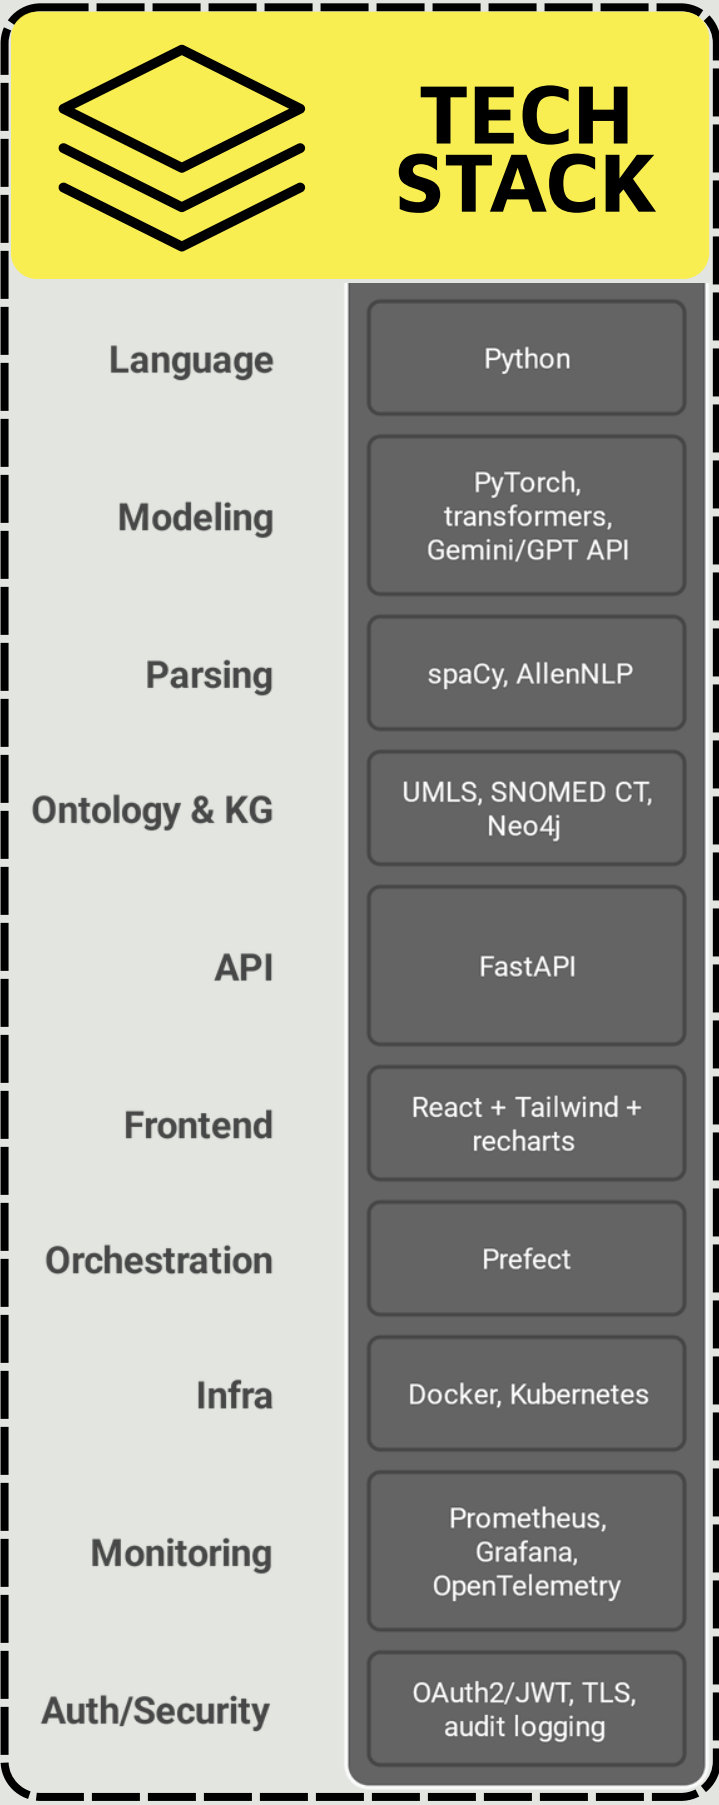 TECH
STACK
Language
Python
Modeling
PyTorch,
transformers,
Gemini/GPT API
Parsing
spaCy, AllenNLP
Ontology & KG
UMLS, SNOMED CT,
Neo4j
API
FastAPI
Frontend
React + Tailwind +
recharts
Orchestration
Prefect
Infra
Docker, Kubernetes
Monitoring
Prometheus,
Grafana,
OpenTelemetry
Auth/Security
OAuth2/JWT, TLS,
audit logging